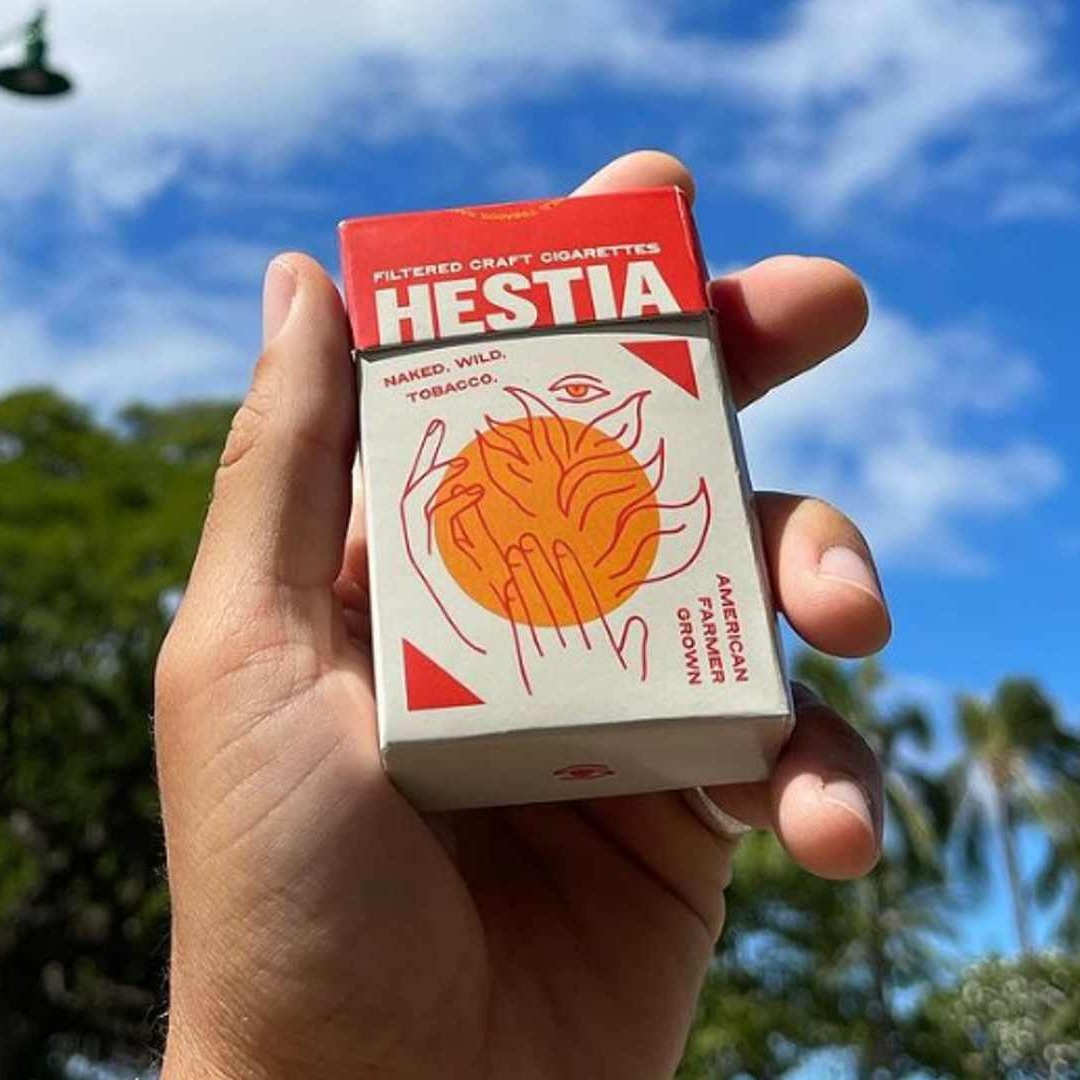 FILTERED CRAFT CIGARETTES
HESTIA
NAKED. WILD.
TOBACCO.
AMERICAN
FARMER
GROWN